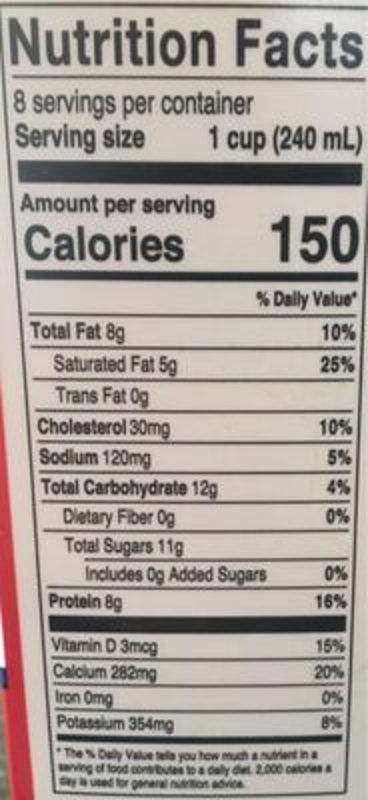 Nutrition Facts
8 servings per container
Serving size 1 cup (240 mL)
Amount per serving
Calories 150
% Daily Value*
Total Fat 8g 10%
Saturated Fat 5g 25%
Trans Fat 0g
Cholesterol 30mg 10%
Sodium 120mg 5%
Total Carbohydrate 12g 4%
Dietary Fiber 0g 0%
Total Sugars 11g
Includes 0g Added Sugars 0%
Protein 8g 16%
Vitamin D 3mcg 15%
Calcium 282mg 20%
Iron 0mg 0%
Potassium 354mg 8%
* The % Daily Value tells you how much a nutrient in a
serving of food contributes to a daily diet. 2,000 calories a
day is used for general nutrition advice.